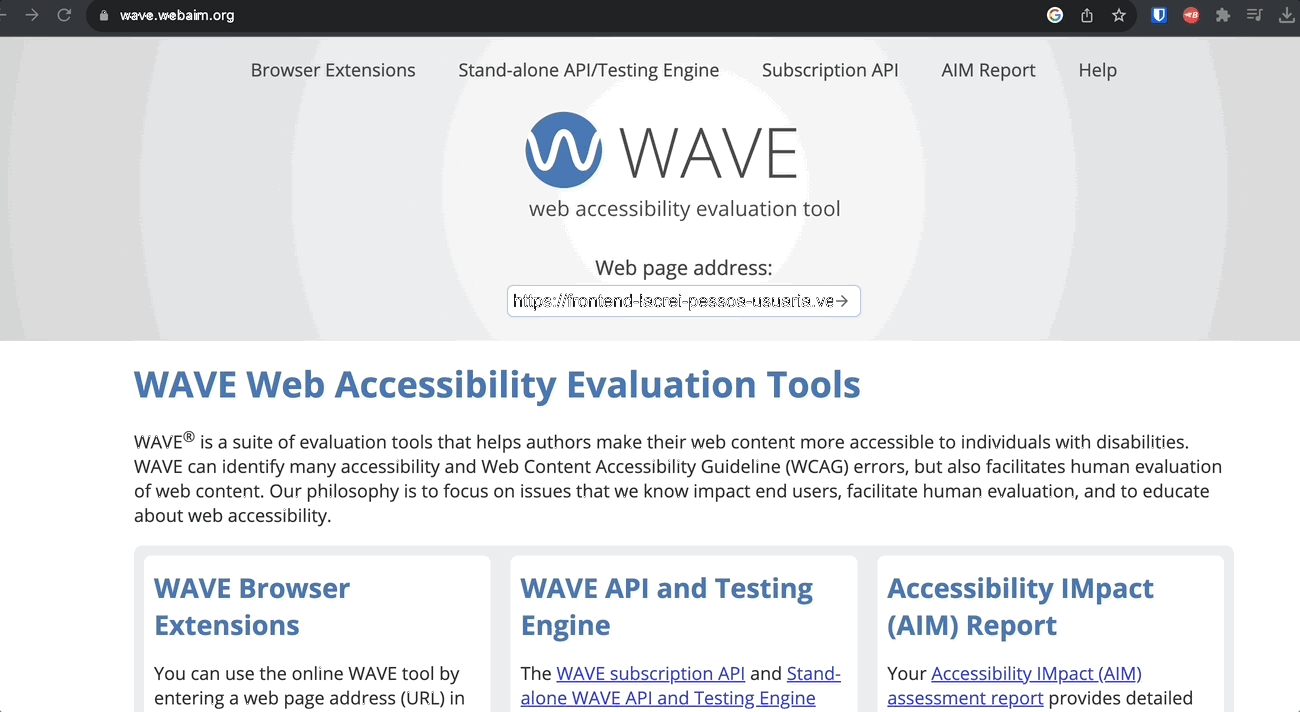 wave.webaim.org
Browser Extensions Stand-alone API/Testing Engine Subscription API AIM Report Help
WAVE
web accessibility evaluation tool
Web page address:
https://frontend-lacrei-pessoa-usuaria.ve
WAVE Web Accessibility Evaluation Tools
WAVE® is a suite of evaluation tools that helps authors make their web content more accessible to individuals with disabilities.
WAVE can identify many accessibility and Web Content Accessibility Guideline (WCAG) errors, but also facilitates human evaluation
of web content. Our philosophy is to focus on issues that we know impact end users, facilitate human evaluation, and to educate
about web accessibility.
WAVE Browser
Extensions
You can use the online WAVE tool by
entering a web page address (URL) in
WAVE API and Testing
Engine
The WAVE subscription API and Stand-
alone WAVE API and Testing Engine
Accessibility IMpact
(AIM) Report
Your Accessibility IMpact (AIM)
assessment report provides detailed